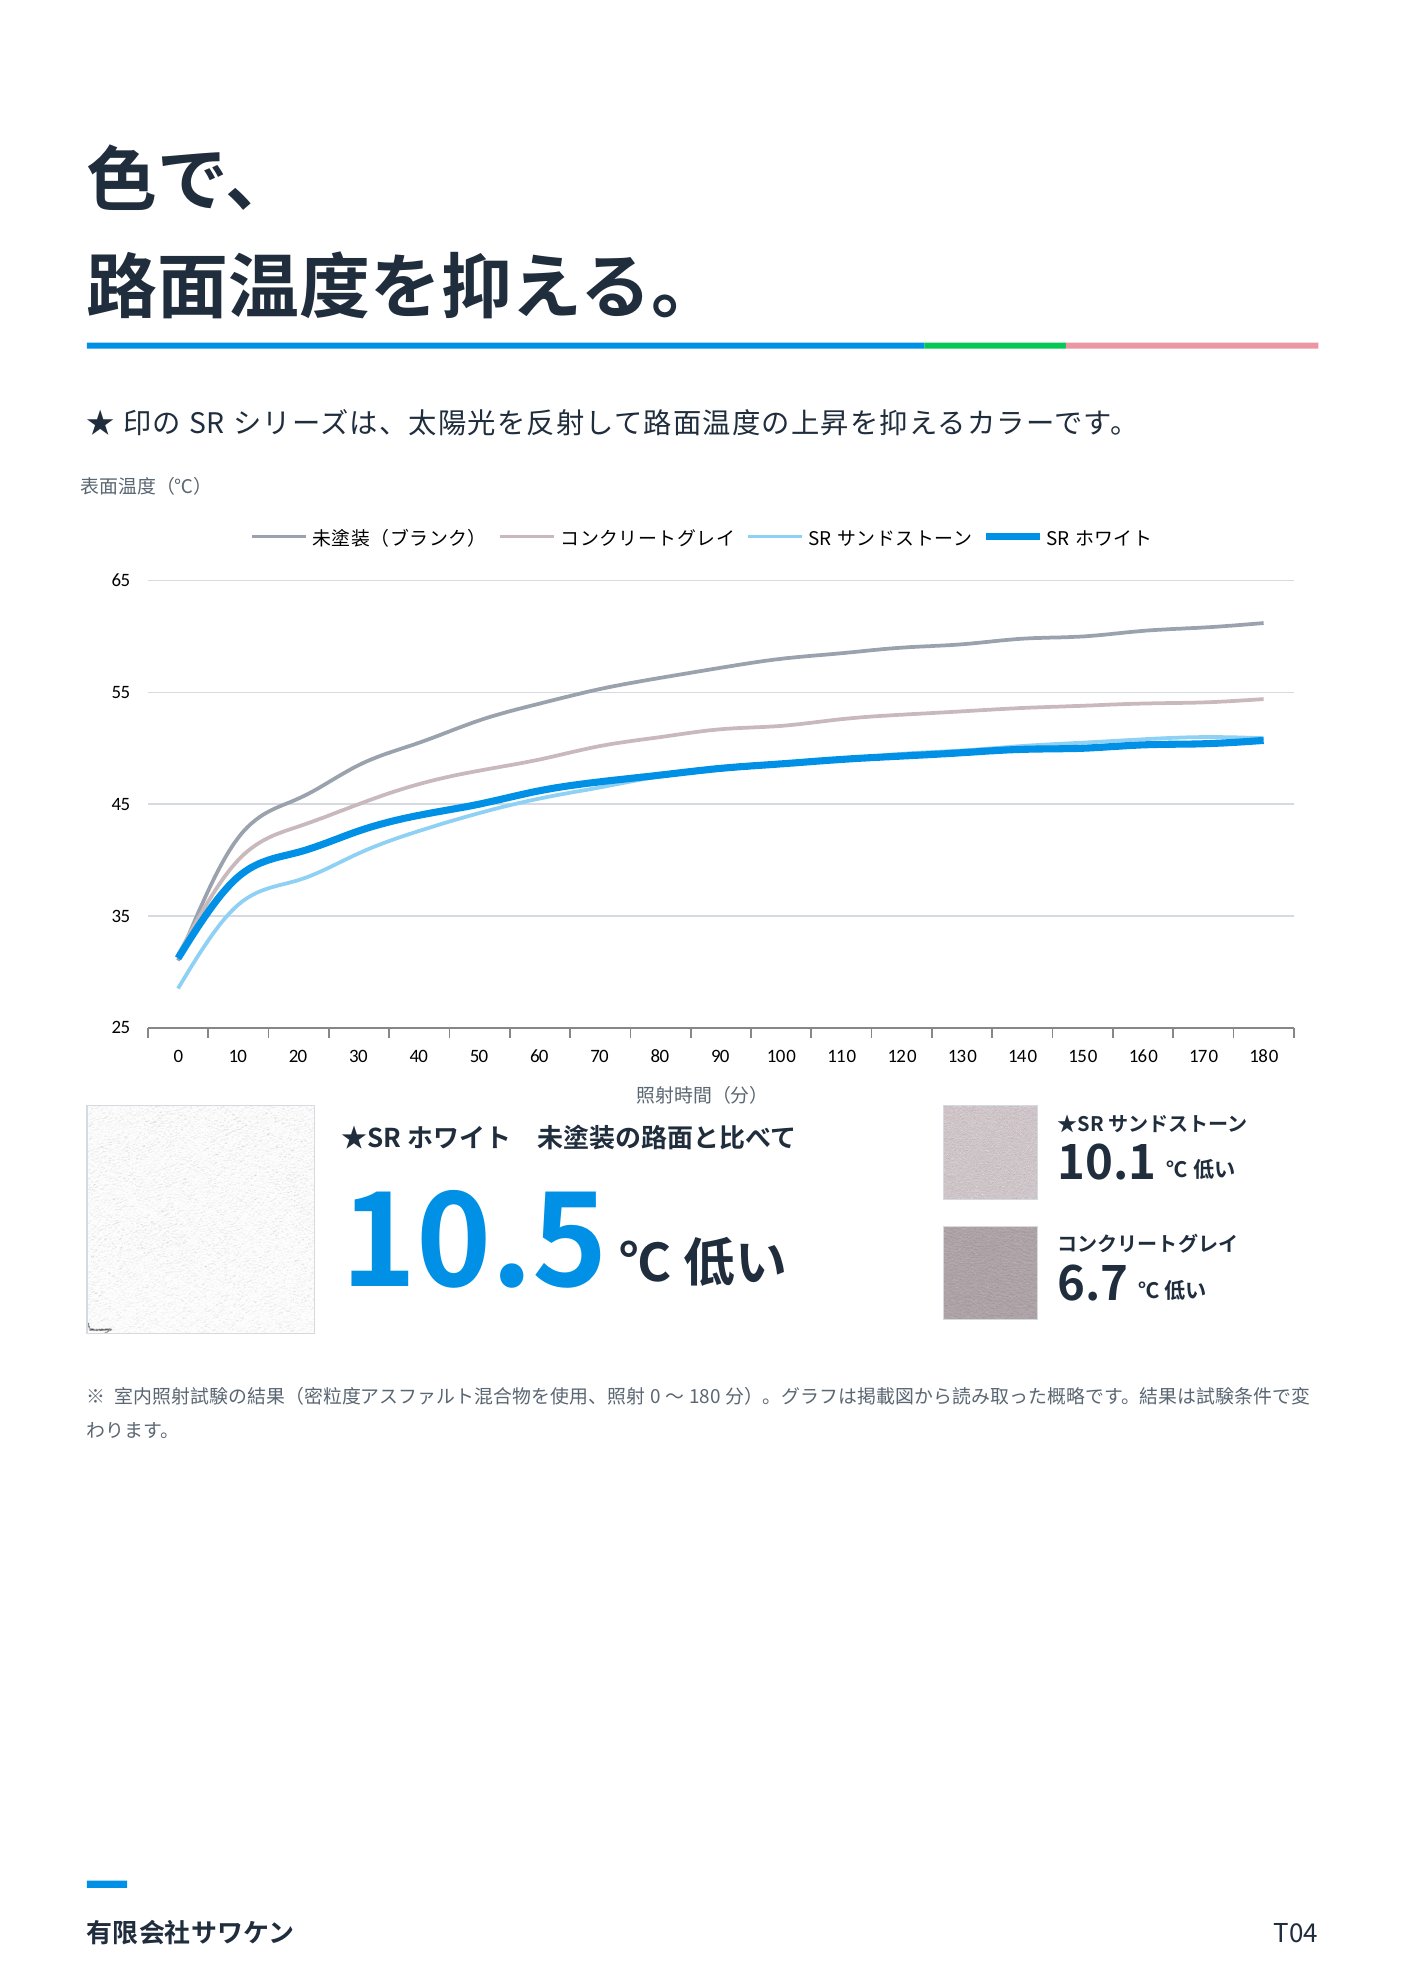 色で、
路面温度を抑える。
★ 印の SR シリーズは、太陽光を反射して路面温度の上昇を抑えるカラーです。
表面温度（℃）
未塗装（ブランク） コンクリートグレイ SR サンドストーン SR ホワイト
65
55
45
35
25
0 10 20 30 40 50 60 70 80 90 100 110 120 130 140 150 160 170 180
照射時間（分）
★SR ホワイト　未塗装の路面と比べて
10.5 ℃ 低い
★SR サンドストーン
10.1 ℃ 低い
コンクリートグレイ
6.7 ℃ 低い
※ 室内照射試験の結果（密粒度アスファルト混合物を使用、照射 0 〜 180 分）。グラフは掲載図から読み取った概略です。結果は試験条件で変
わります。
有限会社サワケン
T04